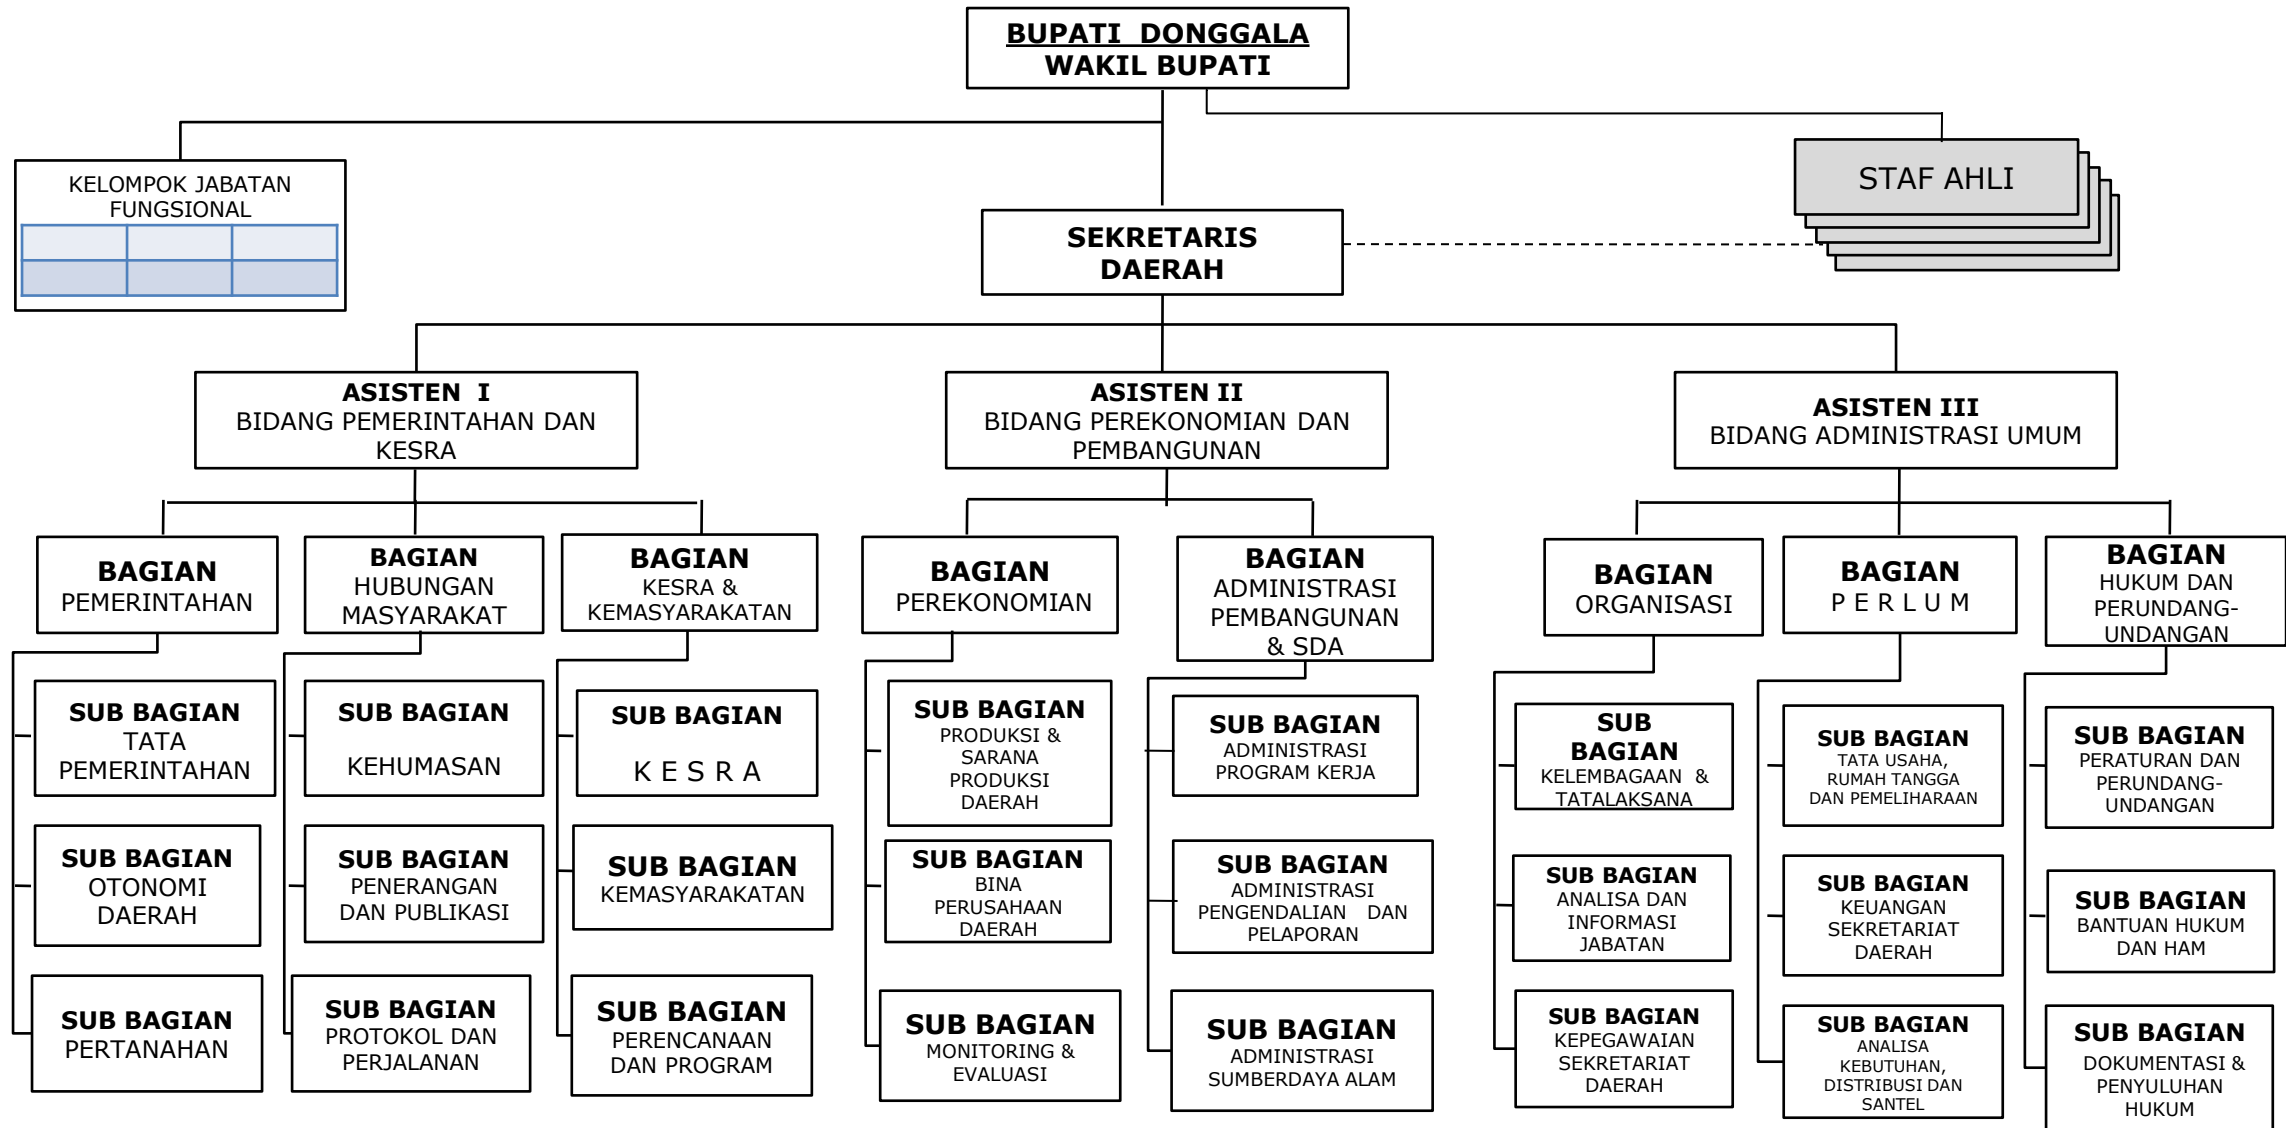 BUPATI DONGGALA
WAKIL BUPATI
KELOMPOK JABATAN
FUNGSIONAL
STAF AHLI
SEKRETARIS
DAERAH
ASISTEN I
BIDANG PEMERINTAHAN DAN
KESRA
ASISTEN II
BIDANG PEREKONOMIAN DAN
PEMBANGUNAN
ASISTEN III
BIDANG ADMINISTRASI UMUM
BAGIAN
PEMERINTAHAN
BAGIAN
HUBUNGAN
MASYARAKAT
BAGIAN
KESRA &
KEMASYARAKATAN
BAGIAN
PEREKONOMIAN
BAGIAN
ADMINISTRASI
PEMBANGUNAN
& SDA
BAGIAN
ORGANISASI
BAGIAN
P E R L U M
BAGIAN
HUKUM DAN
PERUNDANG-
UNDANGAN
SUB BAGIAN
TATA
PEMERINTAHAN
SUB BAGIAN
KEHUMASAN
SUB BAGIAN
K E S R A
SUB BAGIAN
PRODUKSI &
SARANA
PRODUKSI
DAERAH
SUB BAGIAN
ADMINISTRASI
PROGRAM KERJA
SUB
BAGIAN
KELEMBAGAAN &
TATALAKSANA
SUB BAGIAN
TATA USAHA,
RUMAH TANGGA
DAN PEMELIHARAAN
SUB BAGIAN
PERATURAN DAN
PERUNDANG-
UNDANGAN
SUB BAGIAN
OTONOMI
DAERAH
SUB BAGIAN
PENERANGAN
DAN PUBLIKASI
SUB BAGIAN
KEMASYARAKATAN
SUB BAGIAN
BINA
PERUSAHAAN
DAERAH
SUB BAGIAN
ADMINISTRASI
PENGENDALIAN DAN
PELAPORAN
SUB BAGIAN
ANALISA DAN
INFORMASI
JABATAN
SUB BAGIAN
KEUANGAN
SEKRETARIAT
DAERAH
SUB BAGIAN
BANTUAN HUKUM
DAN HAM
SUB BAGIAN
PERTANAHAN
SUB BAGIAN
PROTOKOL DAN
PERJALANAN
SUB BAGIAN
PERENCANAAN
DAN PROGRAM
SUB BAGIAN
MONITORING &
EVALUASI
SUB BAGIAN
ADMINISTRASI
SUMBERDAYA ALAM
SUB BAGIAN
KEPEGAWAIAN
SEKRETARIAT
DAERAH
SUB BAGIAN
ANALISA
KEBUTUHAN,
DISTRIBUSI DAN
SANTEL
SUB BAGIAN
DOKUMENTASI &
PENYULUHAN
HUKUM